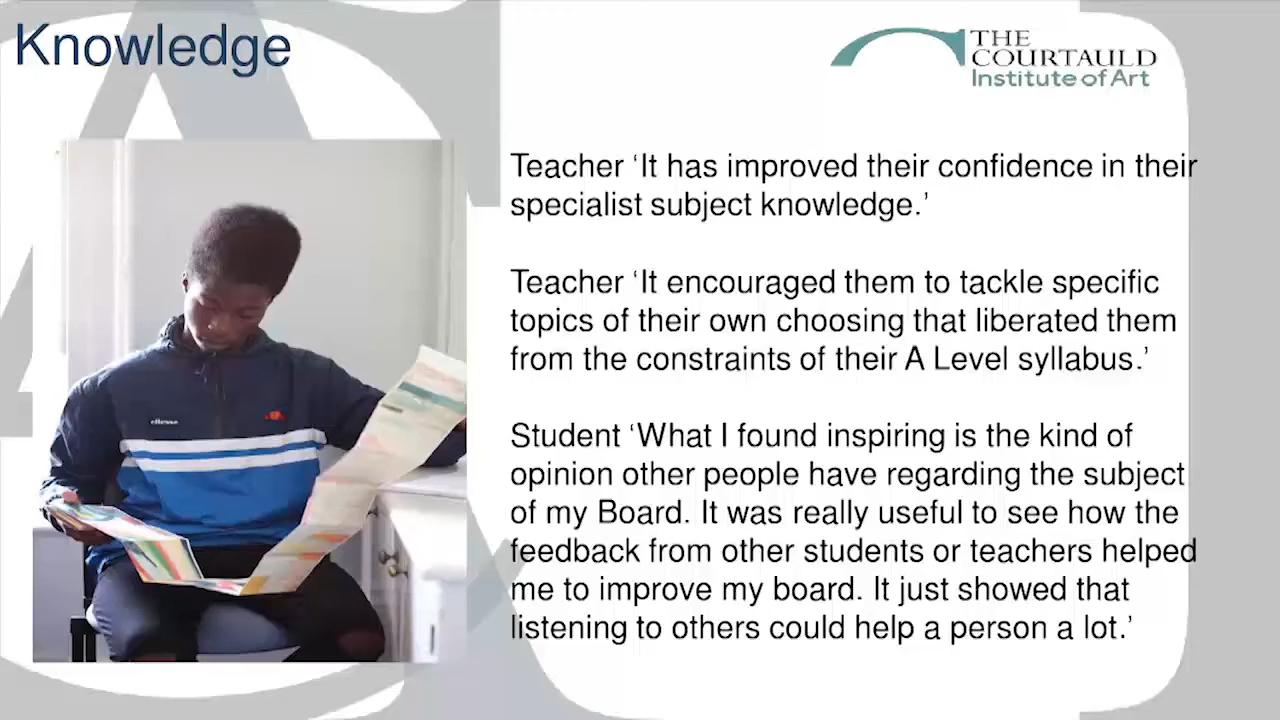 Knowledge
THE
COURTAULD
Institute of Art
Teacher ‘It has improved their confidence in their
specialist subject knowledge.’
Teacher ‘It encouraged them to tackle specific
topics of their own choosing that liberated them
from the constraints of their A Level syllabus.’
Student ‘What I found inspiring is the kind of
opinion other people have regarding the subject
of my Board. It was really useful to see how the
feedback from other students or teachers helped
me to improve my board. It just showed that
listening to others could help a person a lot.’
ellesse